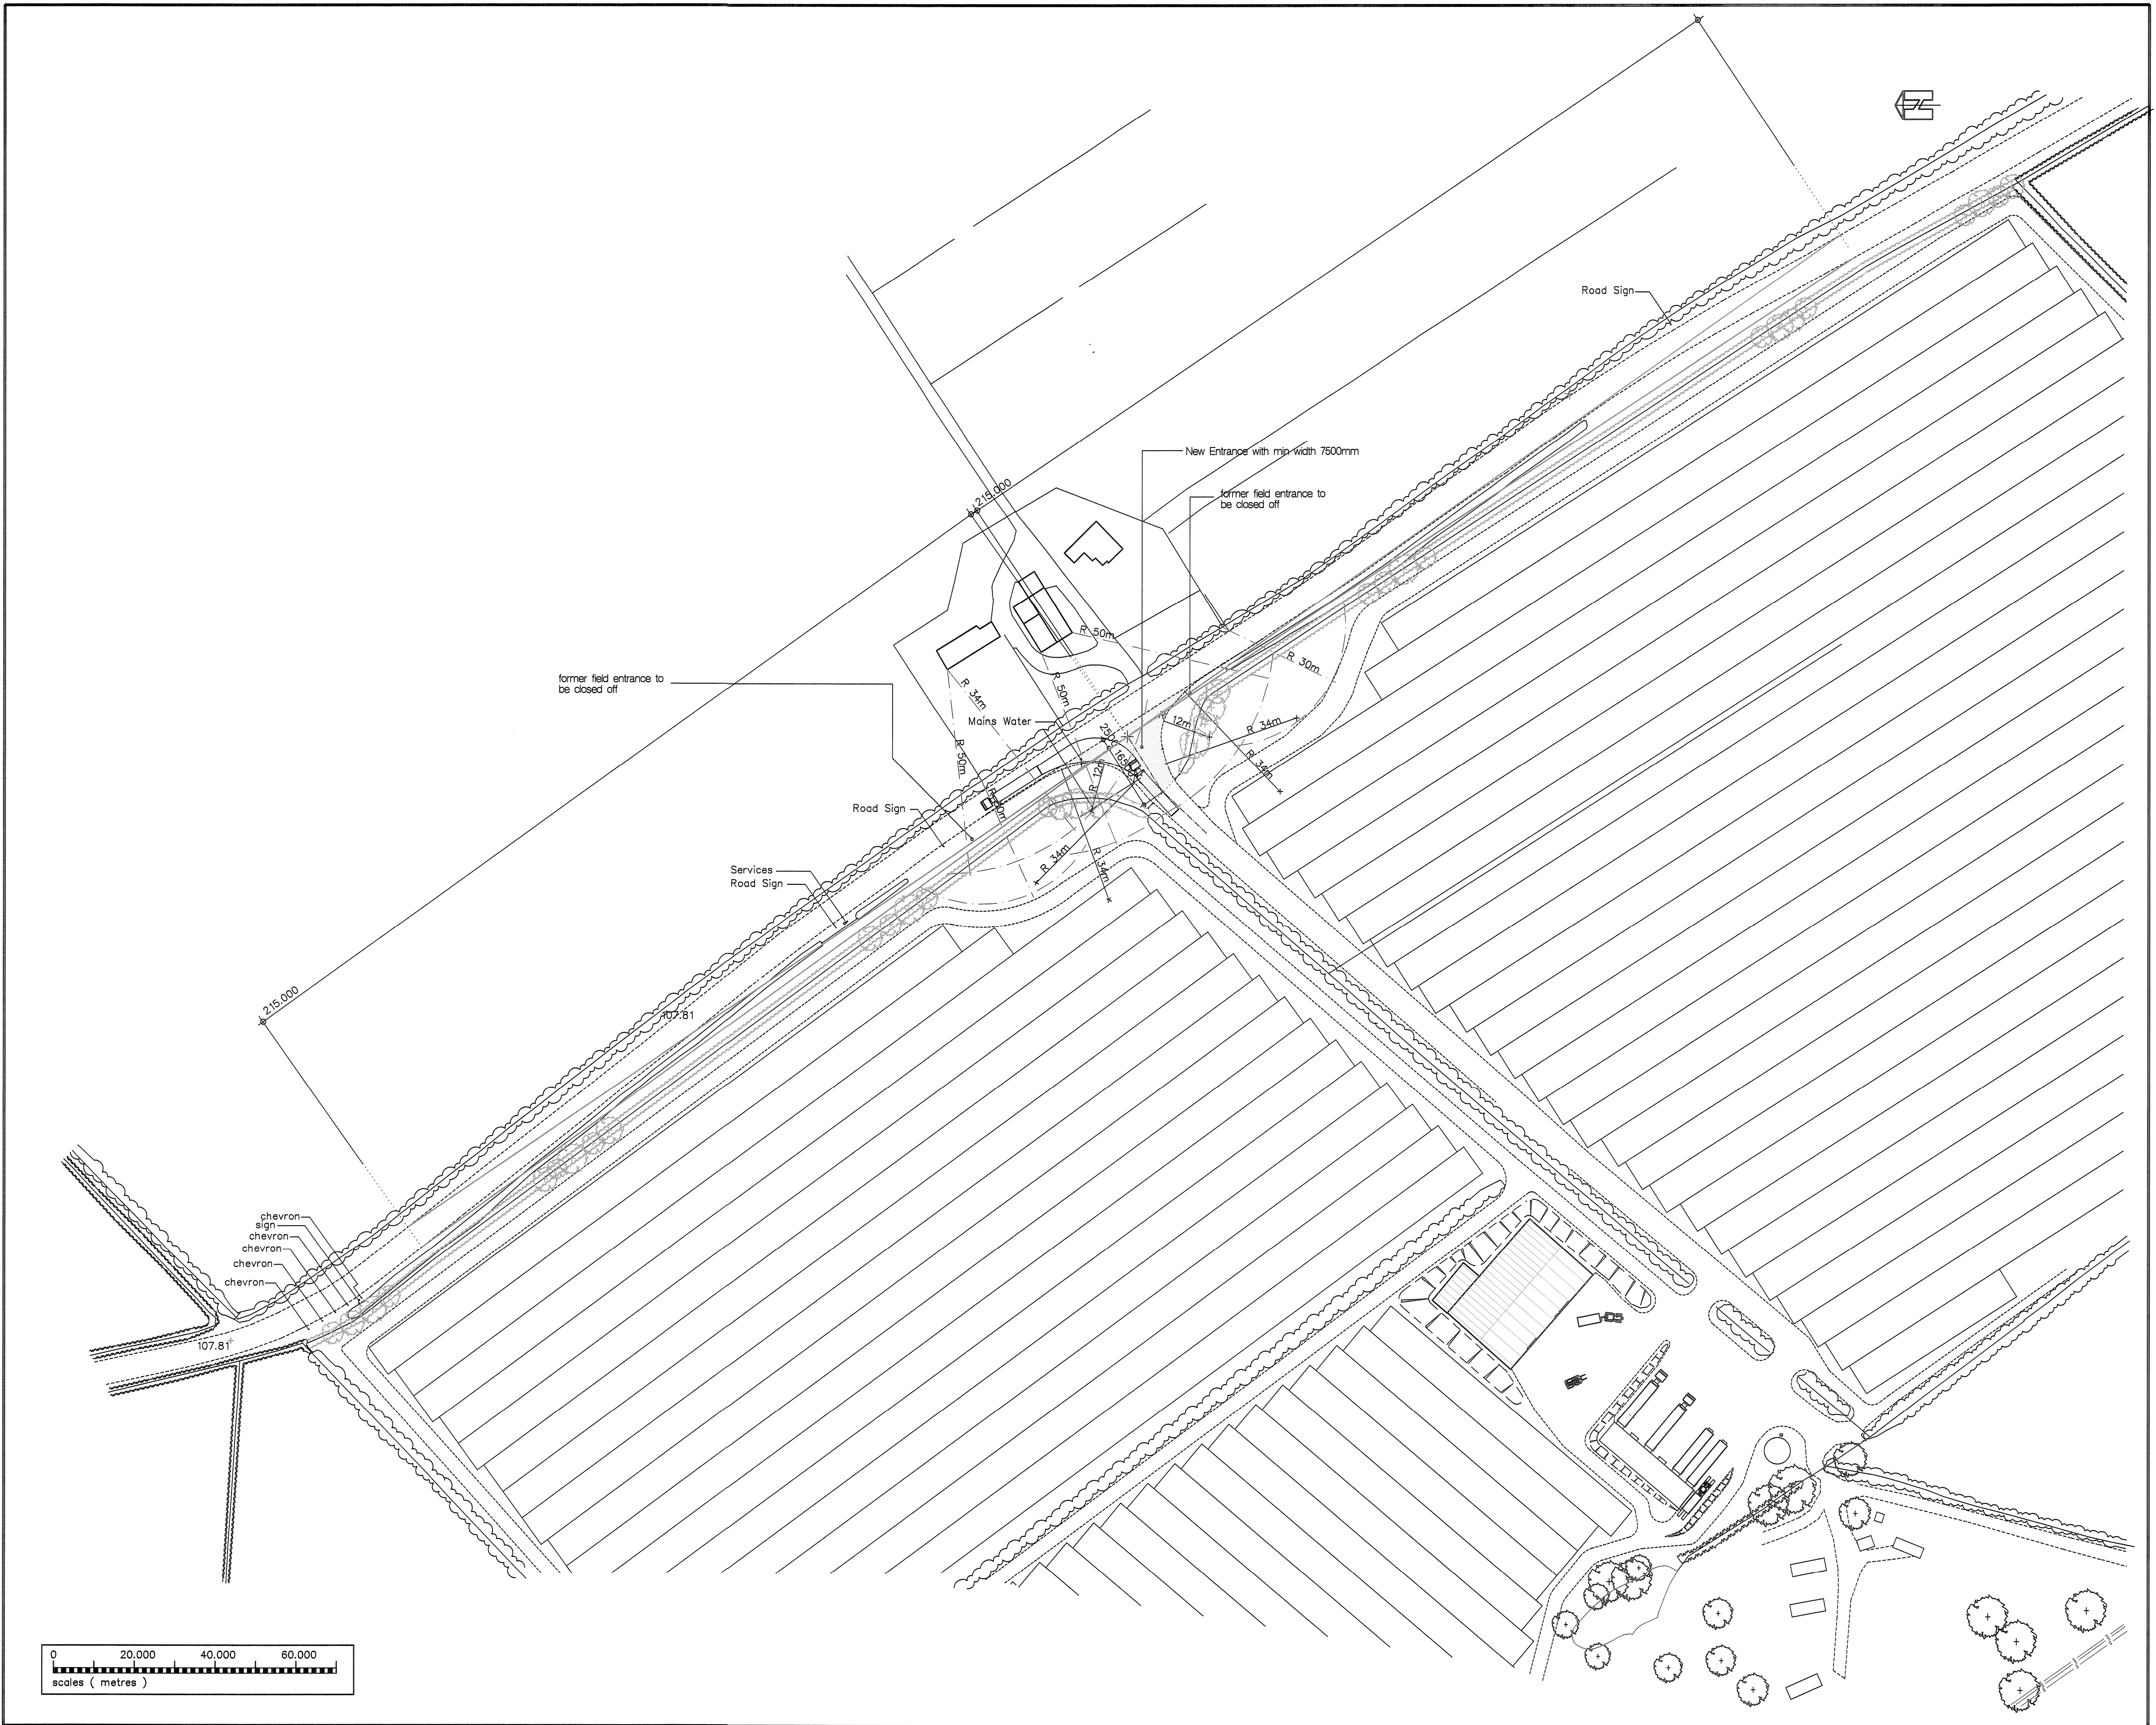 N
Road Sign
New Entrance with min width 7500mm
former field entrance to
be closed off
215.000
R 50m
R 30m
former field entrance to
be closed off
R 34m
R 50m
Mains Water
12m
R 34m
R 50m
R 34m
12m
Road Sign
R 34m
R 34m
Services
Road Sign
215.000
107.81
chevron
sign
chevron
chevron
chevron
chevron
107.81
0 20.000 40.000 60.000
scales ( metres )